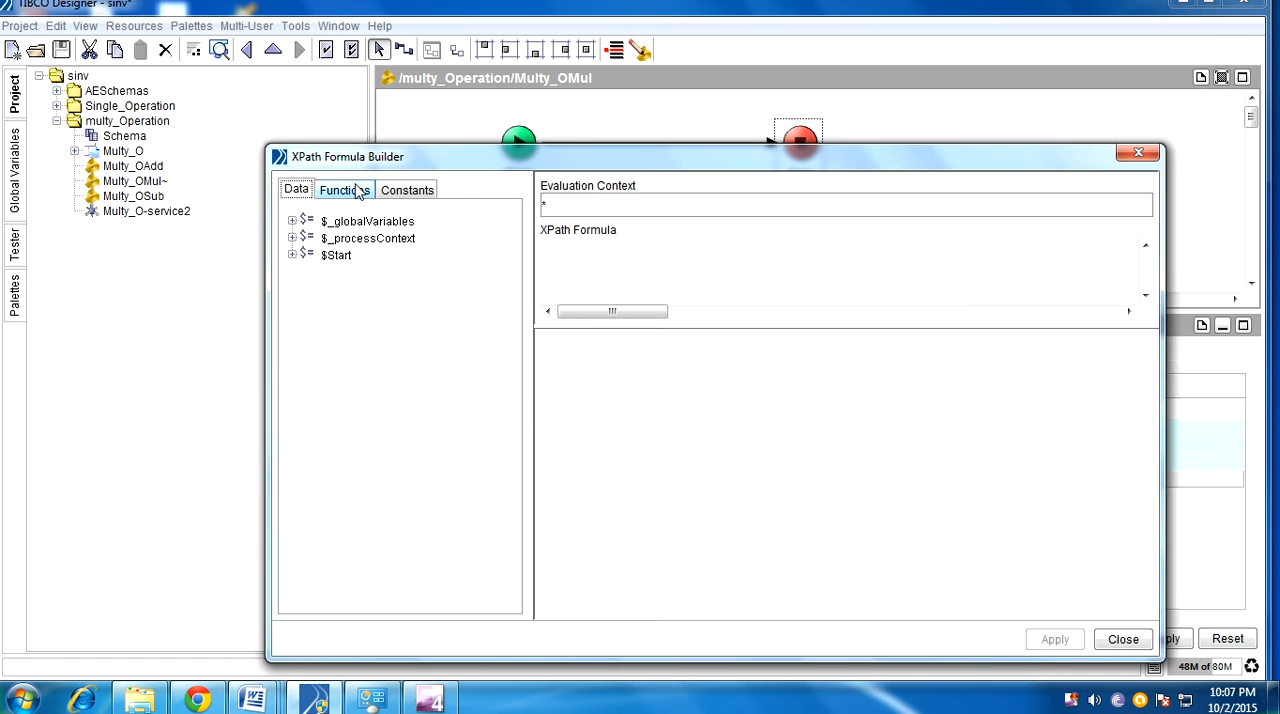 TIBCO Designer - sinv*
Project Edit View Resources Palettes Multi-User Tools Window Help
Project
Global Variables
Tester
Palettes
sinv
AESchemas
Single_Operation
multy_Operation
Schema
Multy_O
Multy_OAdd
Multy_OMul~
Multy_OSub
Multy_O-service2
/multy_Operation/Multy_OMul
XPath Formula Builder
Data Functions Constants
$= $_globalVariables
$= $_processContext
$= $Start
Evaluation Context
*
XPath Formula
Apply Close
ply Reset
48M of 80M
W 4
10:07 PM
10/2/2015